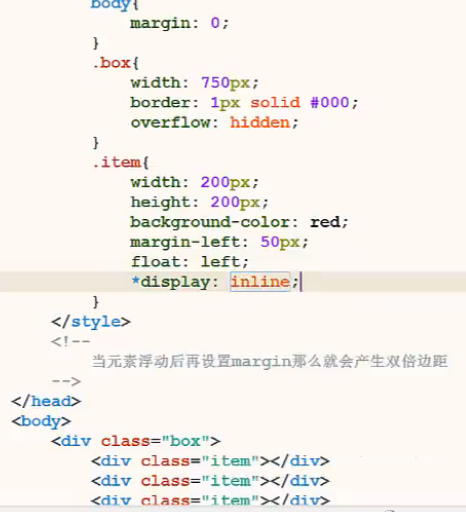 body{
margin: 0;
}
.box{
width: 750px;
border: 1px solid #000;
overflow: hidden;
}
.item{
width: 200px;
height: 200px;
background-color: red;
margin-left: 50px;
float: left;
*display: inline;
}
</style>
<!--
当元素浮动后再设置margin那么就会产生双倍边距
-->
</head>
<body>
<div class="box">
<div class="item"></div>
<div class="item"></div>
<div class="item"></div>